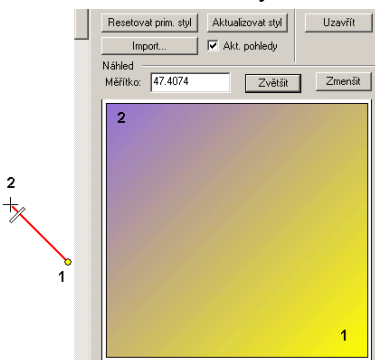 Resetovat prim. styl Aktualizovat styl Uzavřít
Import... Akt. pohledy
Náhled
Měřítko: 47.4074 Zvětšit Zmenšit
2
2
1
1